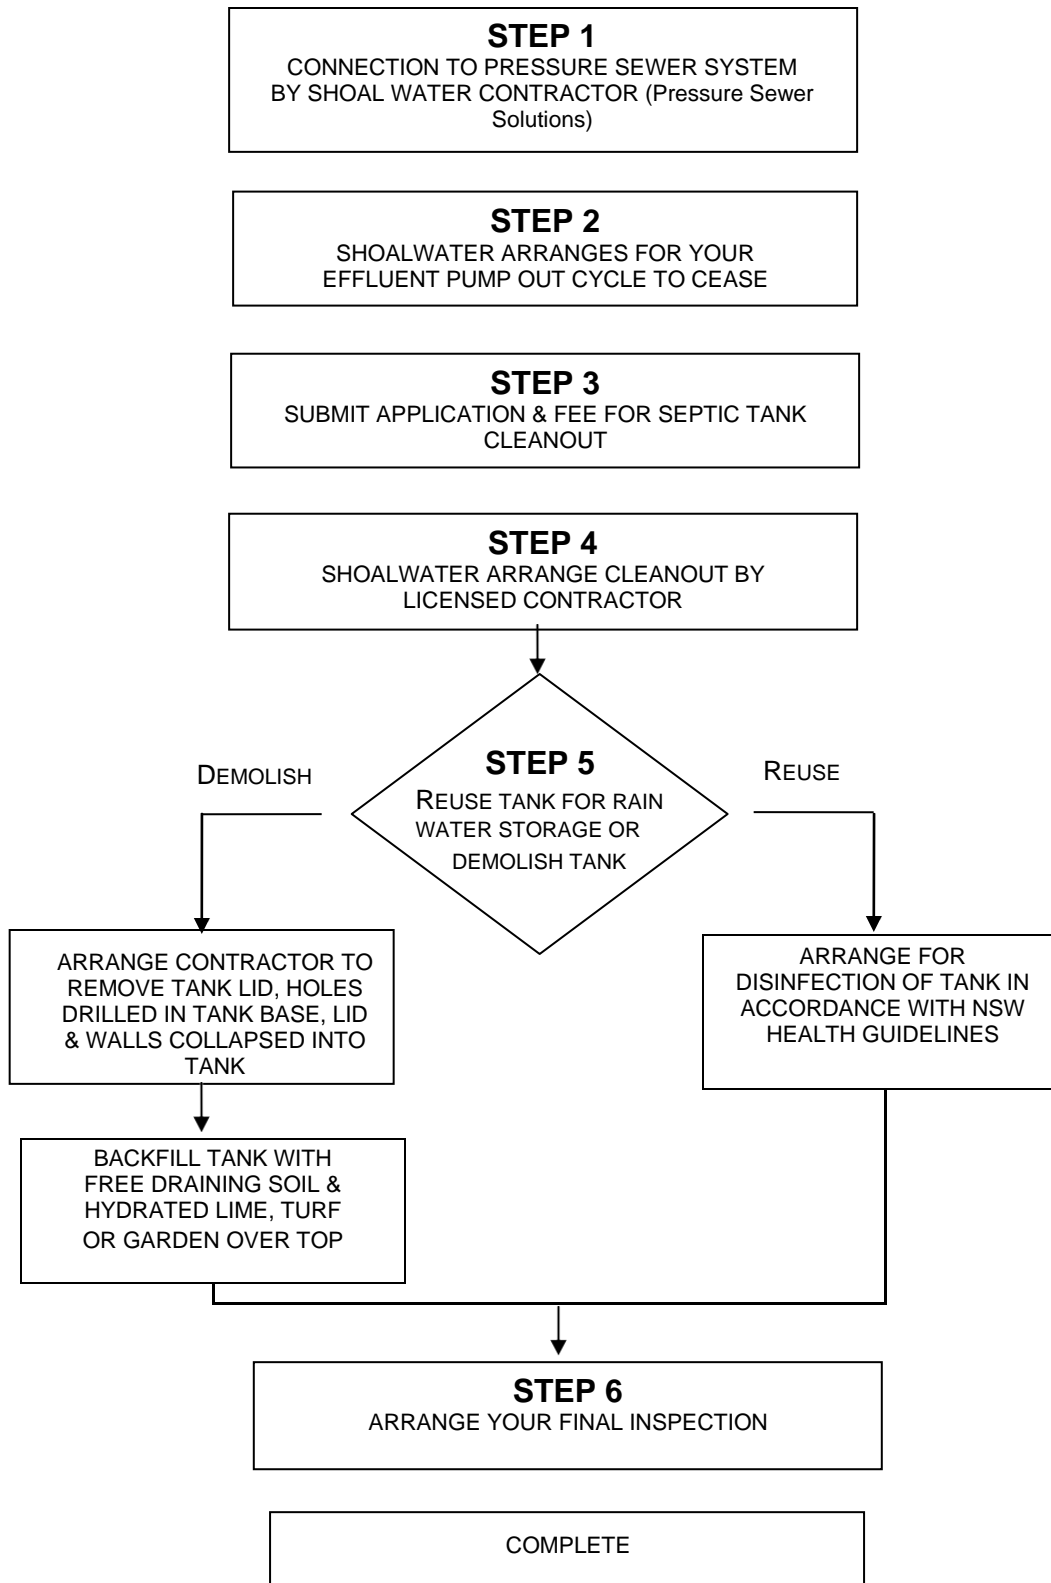 STEP 1
CONNECTION TO PRESSURE SEWER SYSTEM
BY SHOAL WATER CONTRACTOR (Pressure Sewer
Solutions)
STEP 2
SHOALWATER ARRANGES FOR YOUR
EFFLUENT PUMP OUT CYCLE TO CEASE
STEP 3
SUBMIT APPLICATION & FEE FOR SEPTIC TANK
CLEANOUT
STEP 4
SHOALWATER ARRANGE CLEANOUT BY
LICENSED CONTRACTOR
STEP 5
REUSE TANK FOR RAIN
WATER STORAGE OR
DEMOLISH TANK
DEMOLISH
REUSE
ARRANGE CONTRACTOR TO
REMOVE TANK LID, HOLES
DRILLED IN TANK BASE, LID
& WALLS COLLAPSED INTO
TANK
ARRANGE FOR
DISINFECTION OF TANK IN
ACCORDANCE WITH NSW
HEALTH GUIDELINES
BACKFILL TANK WITH
FREE DRAINING SOIL &
HYDRATED LIME, TURF
OR GARDEN OVER TOP
STEP 6
ARRANGE YOUR FINAL INSPECTION
COMPLETE